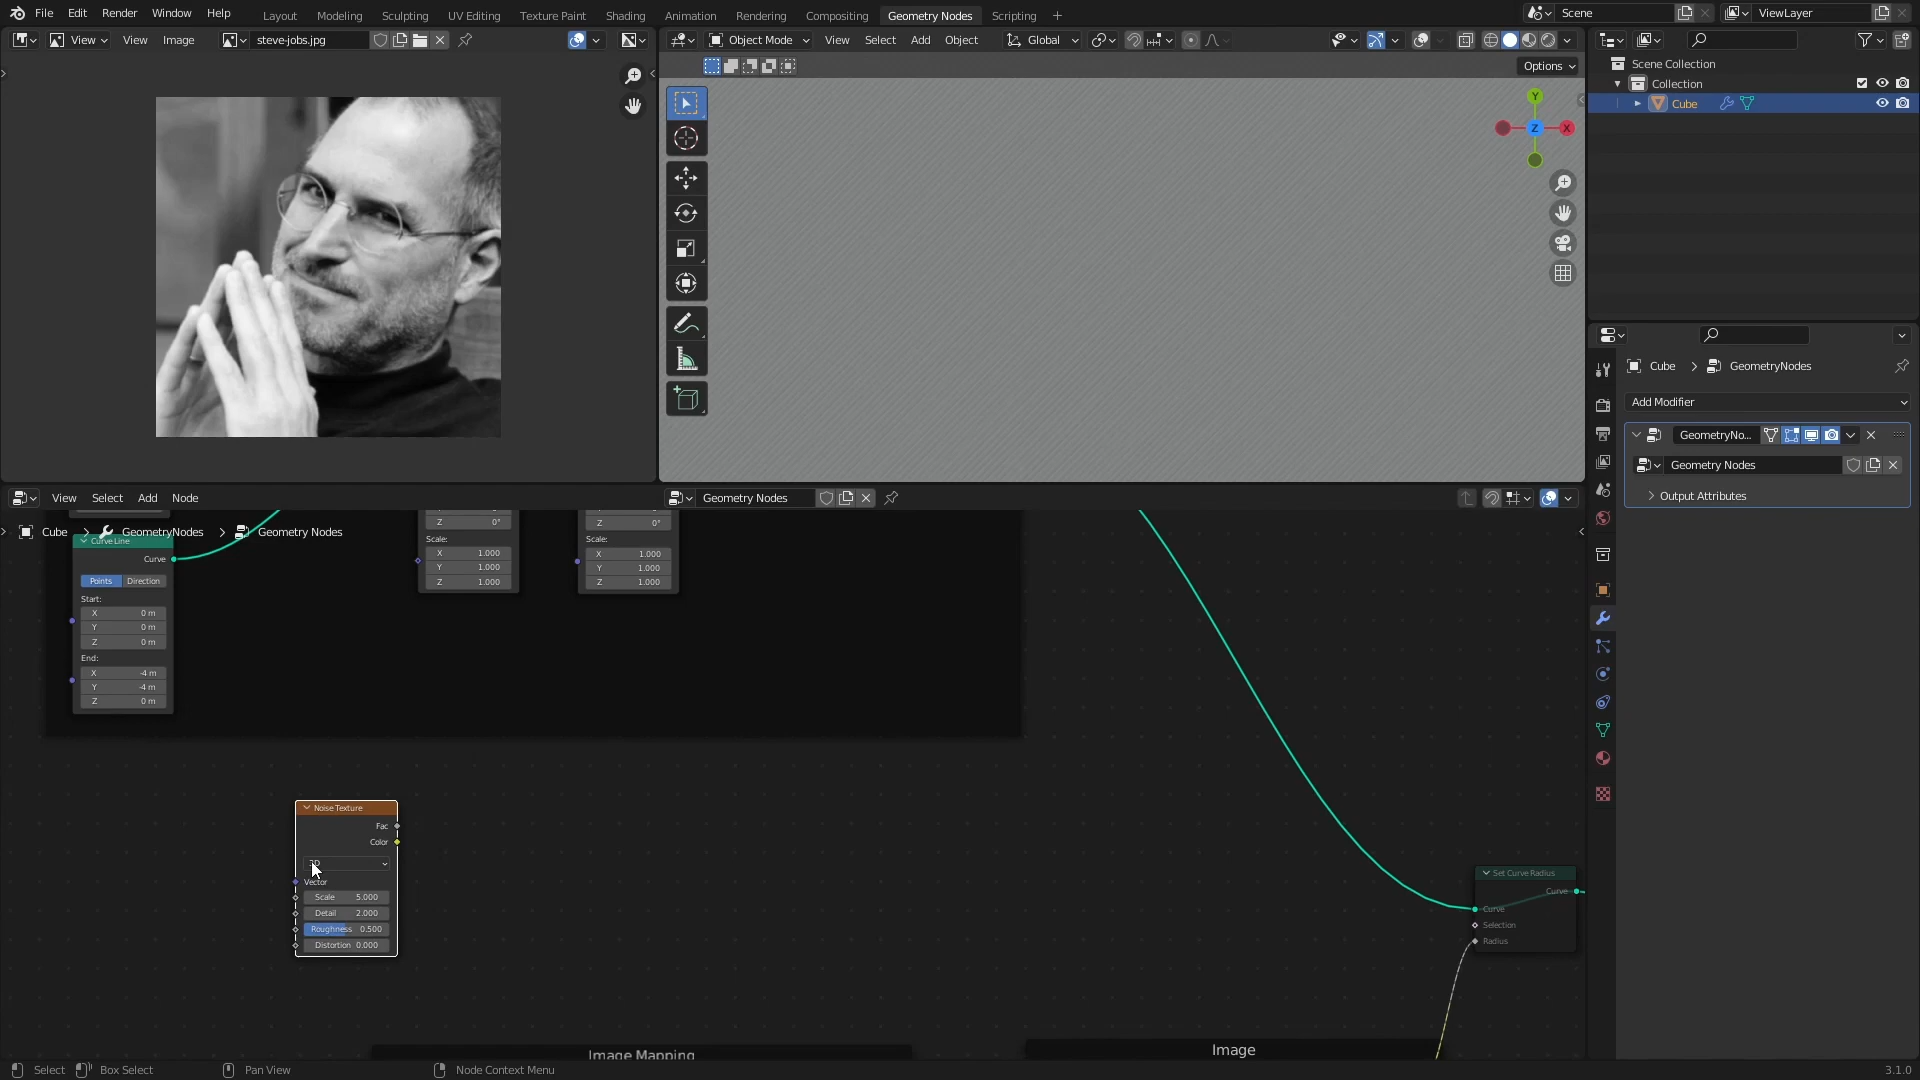 File Edit Render Window Help
Layout Modeling Sculpting UV Editing Texture Paint Shading Animation Rendering Compositing Geometry Nodes Scripting +
Scene
ViewLayer
View View Image steve-jobs.jpg
Object Mode View Select Add Object Global
Options
Y
Z
X
Scene Collection
Collection
Cube
Cube > GeometryNodes
Add Modifier
GeometryNo...
Geometry Nodes
Output Attributes
View Select Add Node
Geometry Nodes
Cube > GeometryNodes > Geometry Nodes
Curve Line
Curve
Points Direction
Start:
X 0 m
Y 0 m
Z 0 m
End:
X -4 m
Y -4 m
Z 0 m
Z 0°
Scale:
X 1.000
Y 1.000
Z 1.000
Z 0°
Scale:
X 1.000
Y 1.000
Z 1.000
Noise Texture
Fac
Color
Vector
Scale 5.000
Detail 2.000
Roughness 0.500
Distortion 0.000
Set Curve Radius
Curve
Curve
Selection
Radius
Image Mapping
Image
Select Box Select Pan View Node Context Menu
3.1.0